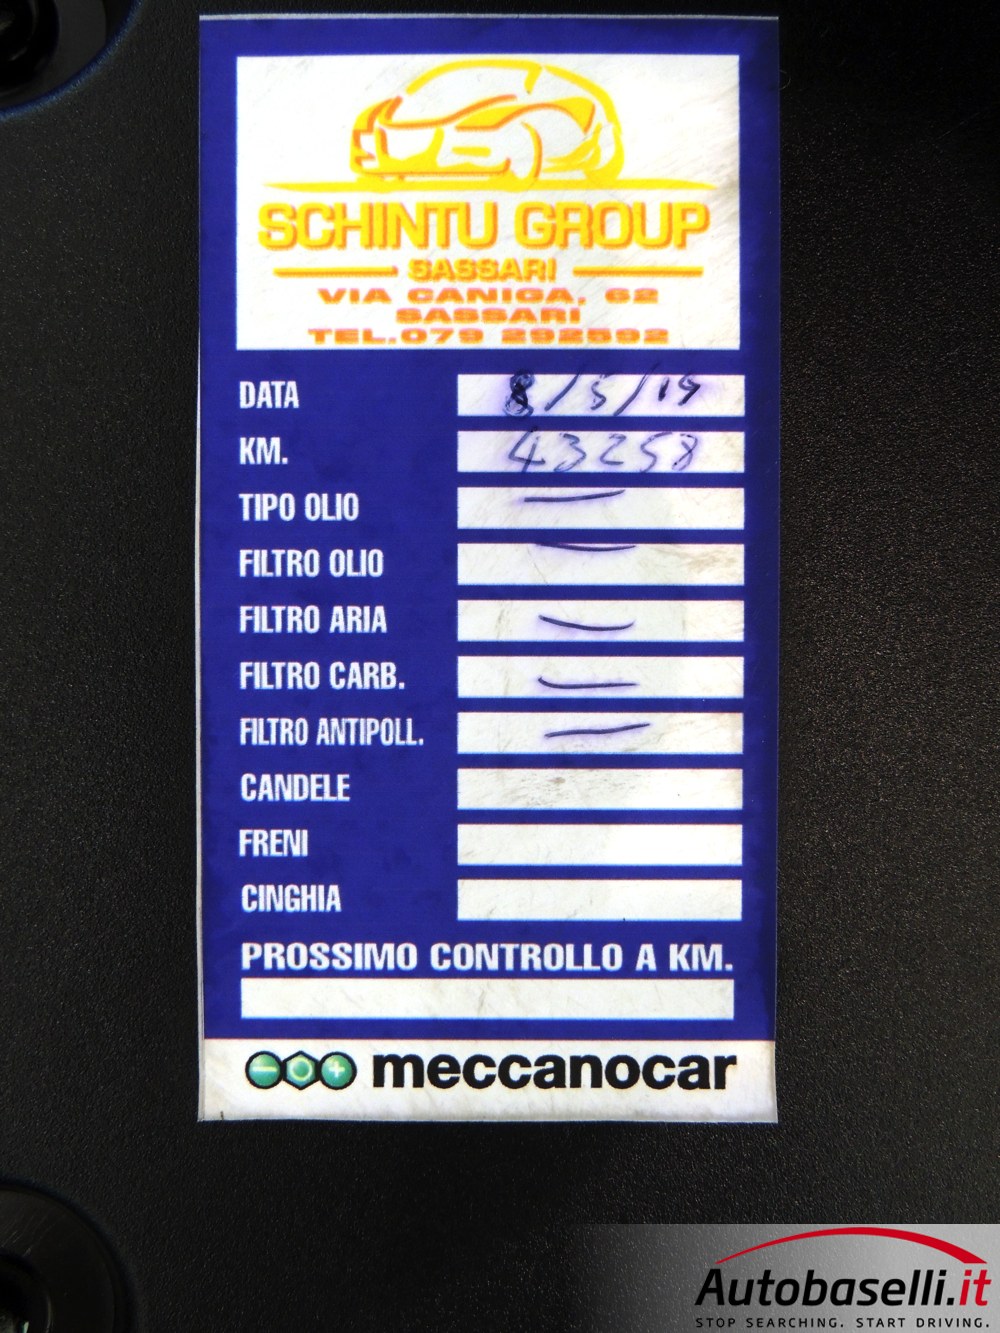 SCHINTU GROUP
SASSARI
VIA CANIGA, 62
SASSARI
TEL.079 292592
DATA 8/5/19
KM. 43258
TIPO OLIO —
FILTRO OLIO —
FILTRO ARIA —
FILTRO CARB. —
FILTRO ANTIPOLL. —
CANDELE
FRENI
CINGHIA
PROSSIMO CONTROLLO A KM.
meccanocar
Autobaselli.it
STOP SEARCHING. START DRIVING.